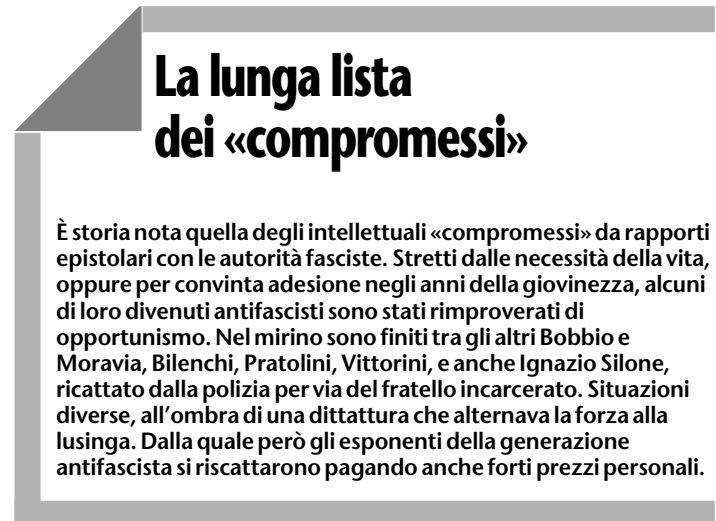 La lunga lista
dei «compromessi»
È storia nota quella degli intellettuali «compromessi» da rapporti
epistolari con le autorità fasciste. Stretti dalle necessità della vita,
oppure per convinta adesione negli anni della giovinezza, alcuni
di loro divenuti antifascisti sono stati rimproverati di
opportunismo. Nel mirino sono finiti tra gli altri Bobbio e
Moravia, Bilenchi, Pratolini, Vittorini, e anche Ignazio Silone,
ricattato dalla polizia per via del fratello incarcerato. Situazioni
diverse, all'ombra di una dittattura che alternava la forza alla
lusinga. Dalla quale però gli esponenti della generazione
antifascista si riscattarono pagando anche forti prezzi personali.